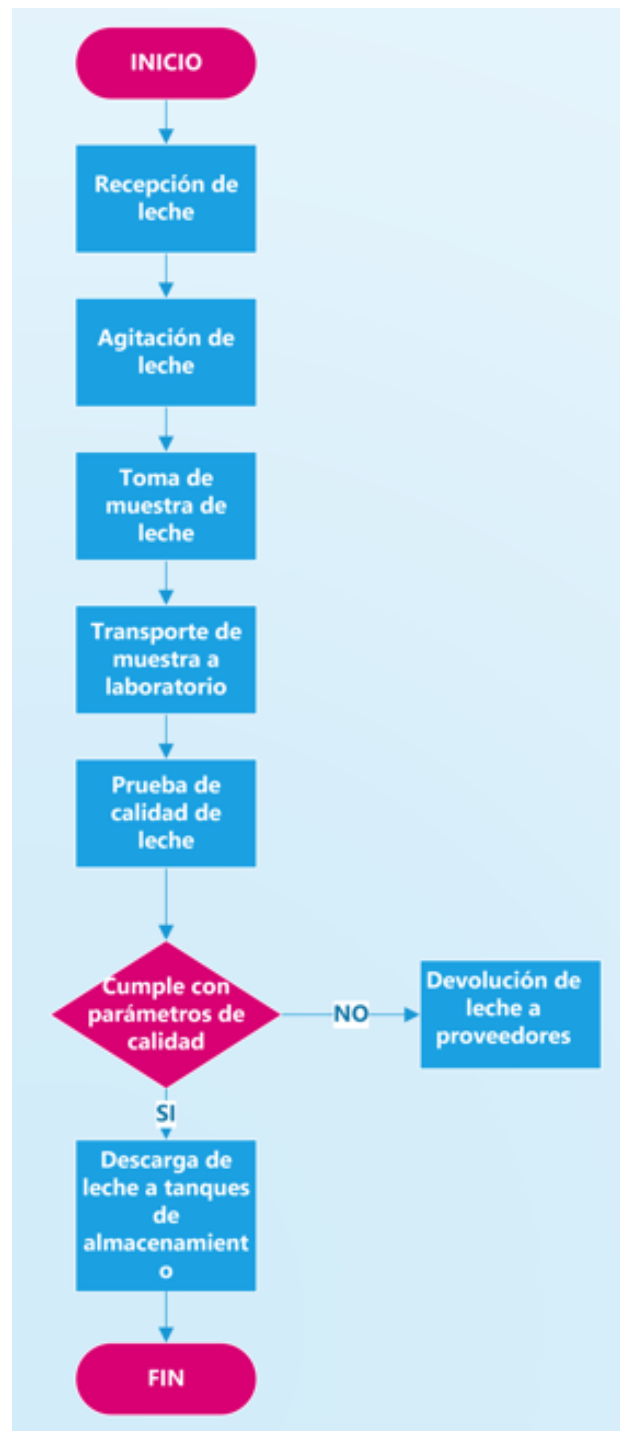 INICIO
Recepción de
leche
Agitación de
leche
Toma de
muestra de
leche
Transporte de
muestra a
laboratorio
Prueba de
calidad de
leche
Cumple con
parámetros de
calidad
NO
Devolución de
leche a
proveedores
SI
Descarga de
leche a tanques
de
almacenamient
o
FIN